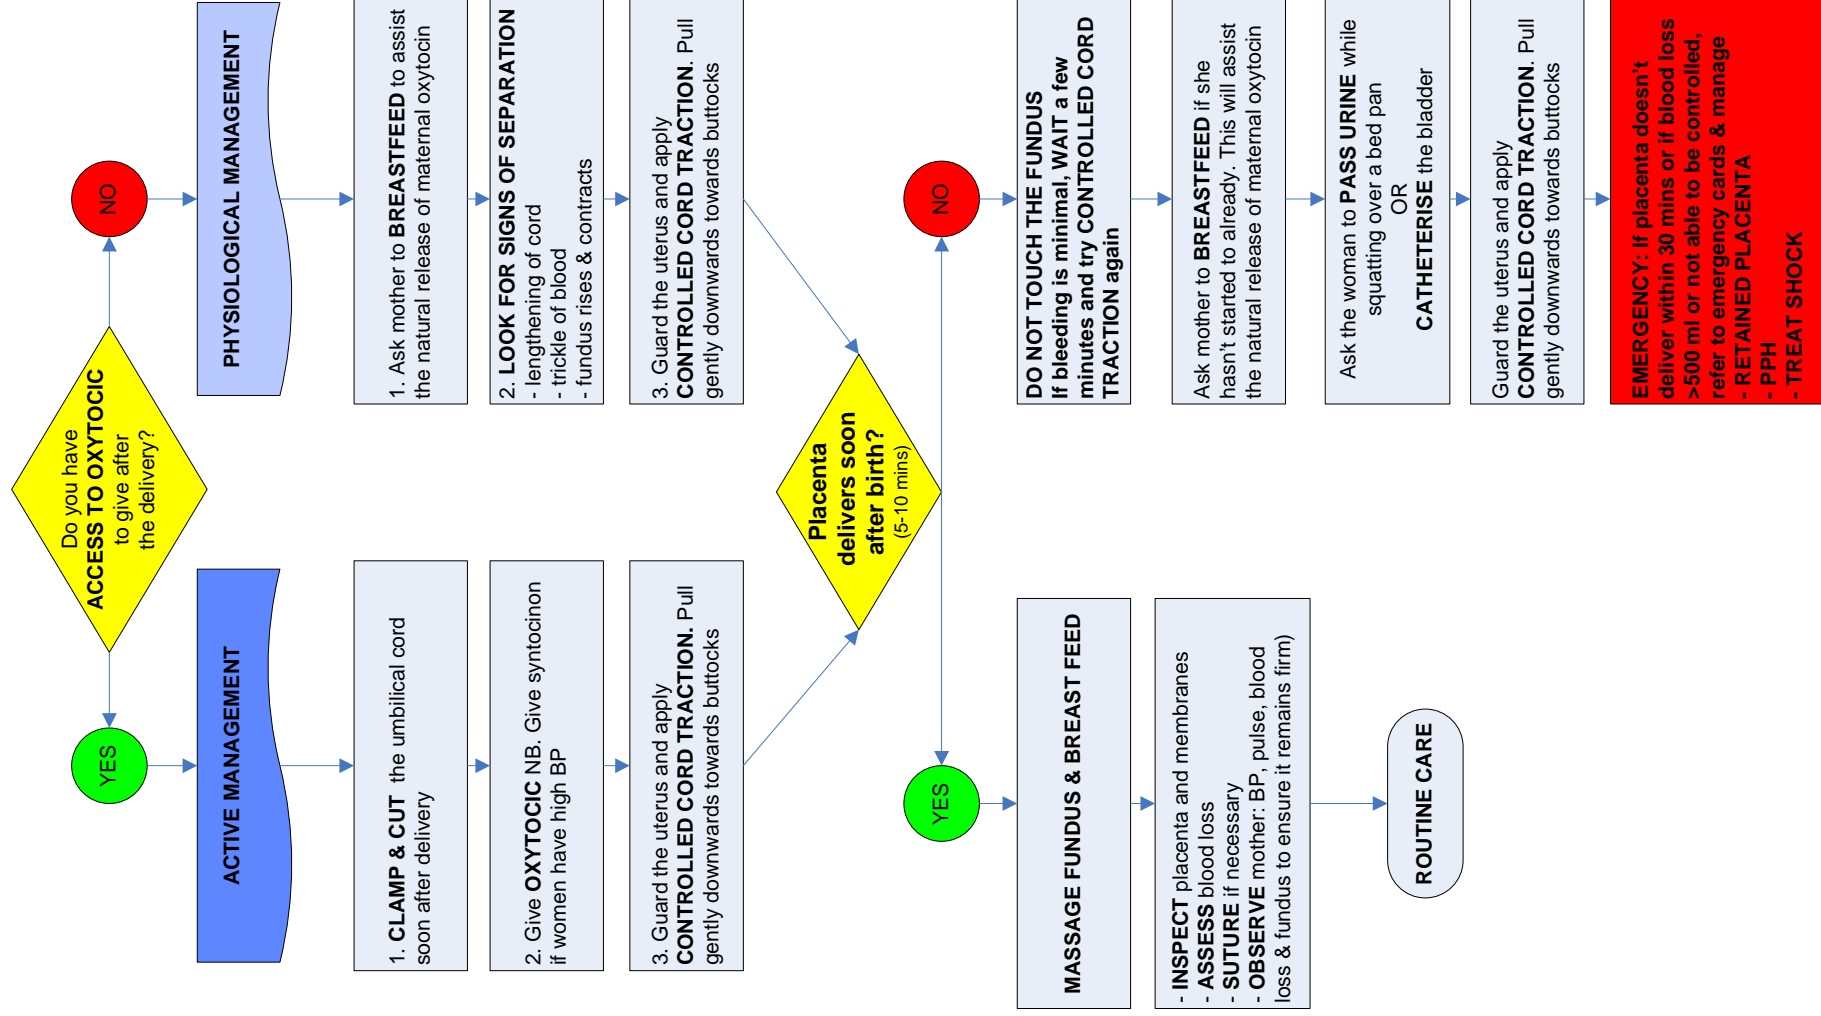 Do you have
ACCESS TO OXYTOCIC
to give after
the delivery?
YES
NO
ACTIVE MANAGEMENT
PHYSIOLOGICAL MANAGEMENT
1. CLAMP & CUT the umbilical cord
soon after delivery
1. Ask mother to BREASTFEED to assist
the natural release of maternal oxytocin
2. Give OXYTOCIC NB. Give syntocinon
if women have high BP
2. LOOK FOR SIGNS OF SEPARATION
- lengthening of cord
- trickle of blood
- fundus rises & contracts
3. Guard the uterus and apply
CONTROLLED CORD TRACTION. Pull
gently downwards towards buttocks
3. Guard the uterus and apply
CONTROLLED CORD TRACTION. Pull
gently downwards towards buttocks
Placenta
delivers soon
after birth?
(5-10 mins)
YES
NO
MASSAGE FUNDUS & BREAST FEED
- INSPECT placenta and membranes
- ASSESS blood loss
- SUTURE if necessary
- OBSERVE mother: BP, pulse, blood
loss & fundus to ensure it remains firm)
ROUTINE CARE
DO NOT TOUCH THE FUNDUS
If bleeding is minimal, WAIT a few
minutes and try CONTROLLED CORD
TRACTION again
Ask mother to BREASTFEED if she
hasn't started to already. This will assist
the natural release of maternal oxytocin
Ask the woman to PASS URINE while
squatting over a bed pan
OR
CATHETERISE the bladder
Guard the uterus and apply
CONTROLLED CORD TRACTION. Pull
gently downwards towards buttocks
EMERGENCY: If placenta doesn't
deliver within 30 mins or if blood loss
>500 ml or not able to be controlled,
refer to emergency cards & manage
- RETAINED PLACENTA
- PPH
- TREAT SHOCK